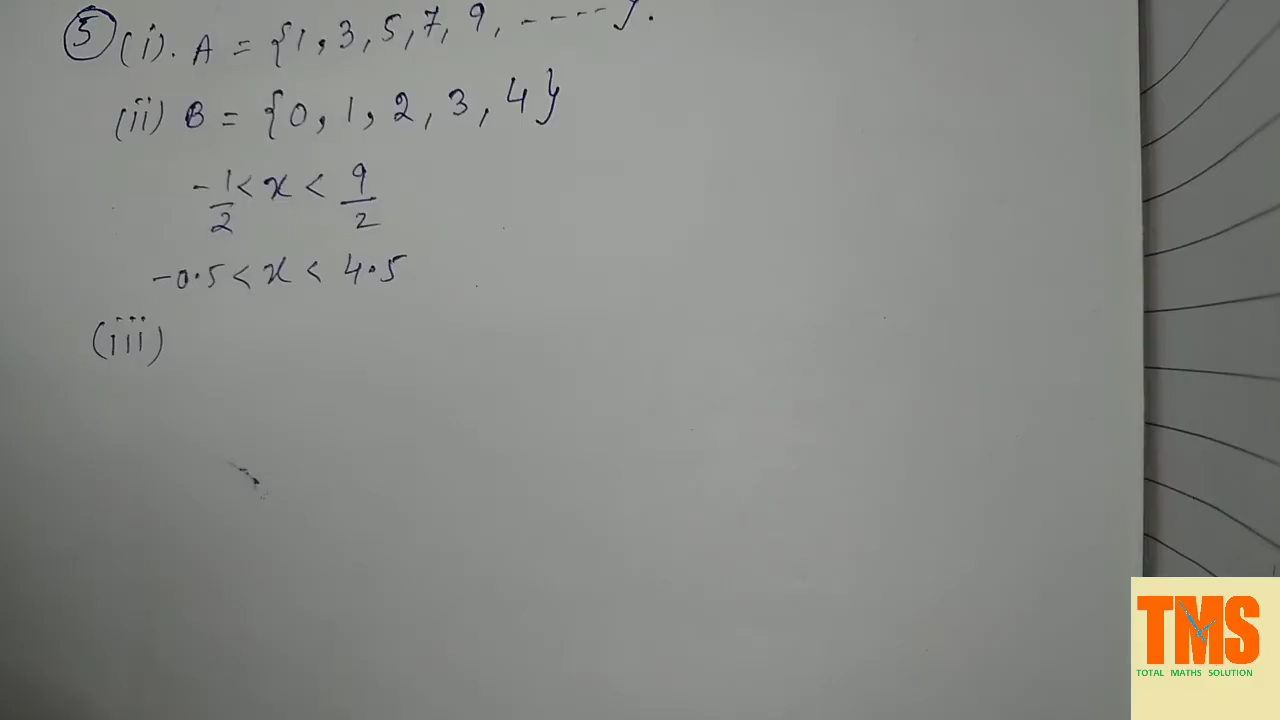 5 (i). A = {1, 3, 5, 7, 9, ----}.
(ii) B = {0, 1, 2, 3, 4}
-1/2 < x < 9/2
-0.5 < x < 4.5
(iii)
TMS
TOTAL MATHS SOLUTION